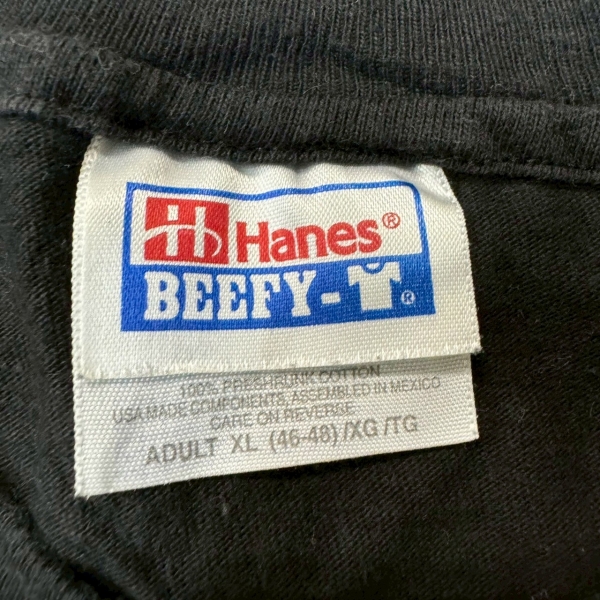 Hanes®
BEEFY-T®
100% PRESHRUNK COTTON
USA MADE COMPONENTS, ASSEMBLED IN MEXICO
CARE ON REVERSE
ADULT XL (46-48) /XG /TG